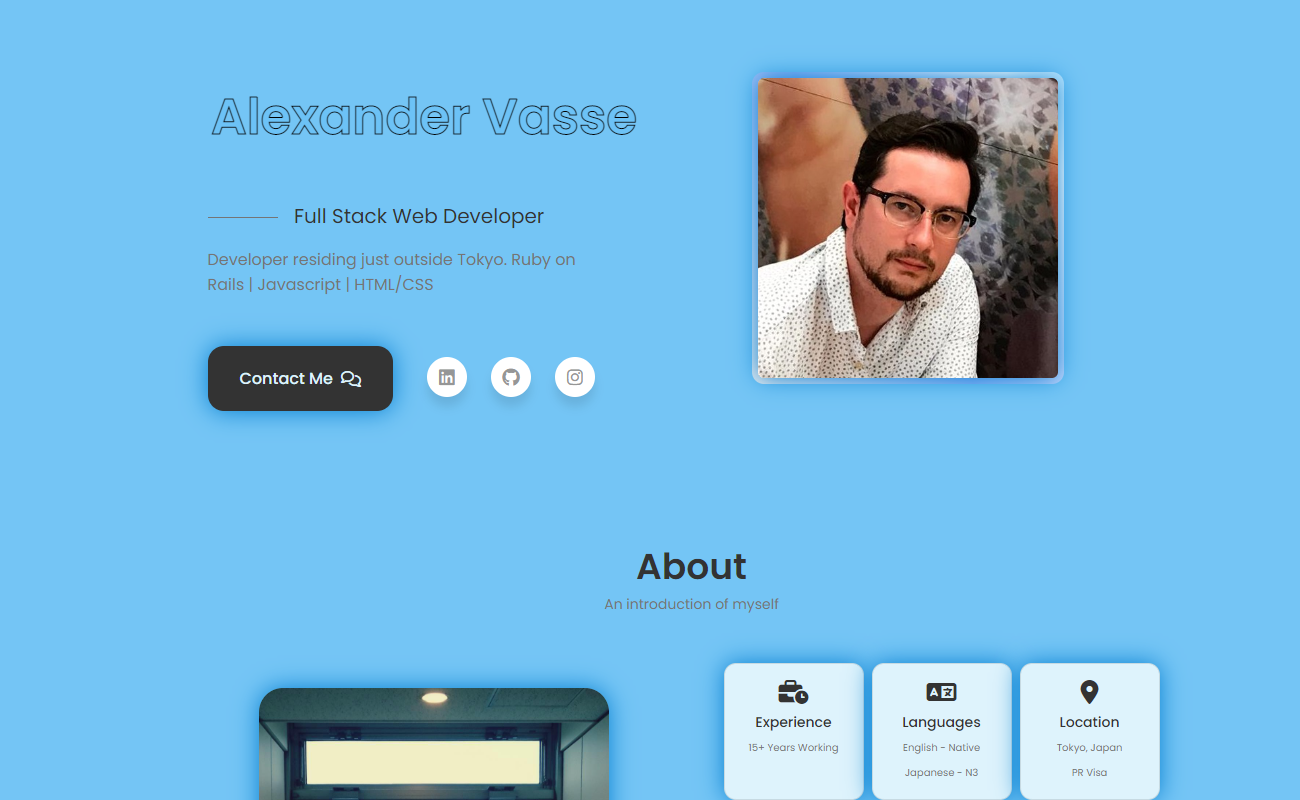 Alexander Vasse
Full Stack Web Developer
Developer residing just outside Tokyo. Ruby on
Rails | Javascript | HTML/CSS
Contact Me
About
An introduction of myself
Experience
15+ Years Working
Languages
English - Native
Japanese - N3
Location
Tokyo, Japan
PR Visa